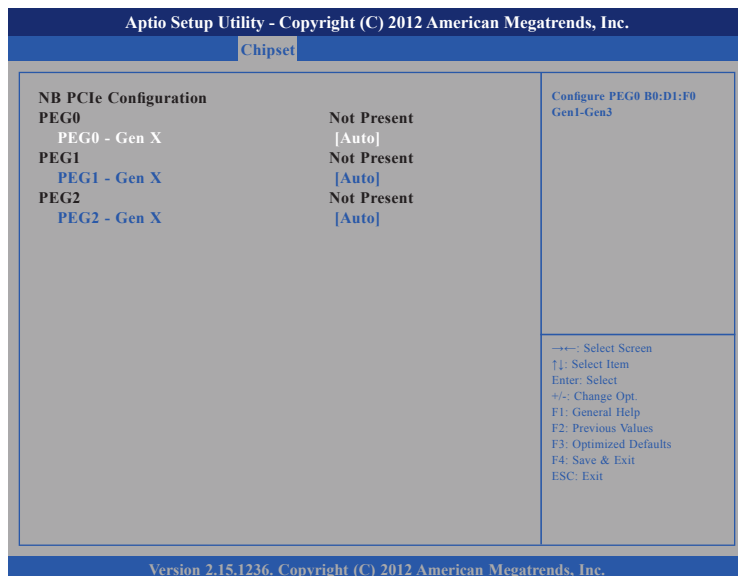 Aptio Setup Utility - Copyright (C) 2012 American Megatrends, Inc.
Chipset
NB PCIe Configuration
PEG0 Not Present
PEG0 - Gen X [Auto]
PEG1 Not Present
PEG1 - Gen X [Auto]
PEG2 Not Present
PEG2 - Gen X [Auto]
Configure PEG0 B0:D1:F0
Gen1-Gen3
→←: Select Screen
↑↓: Select Item
Enter: Select
+/-: Change Opt.
F1: General Help
F2: Previous Values
F3: Optimized Defaults
F4: Save & Exit
ESC: Exit
Version 2.15.1236. Copyright (C) 2012 American Megatrends, Inc.